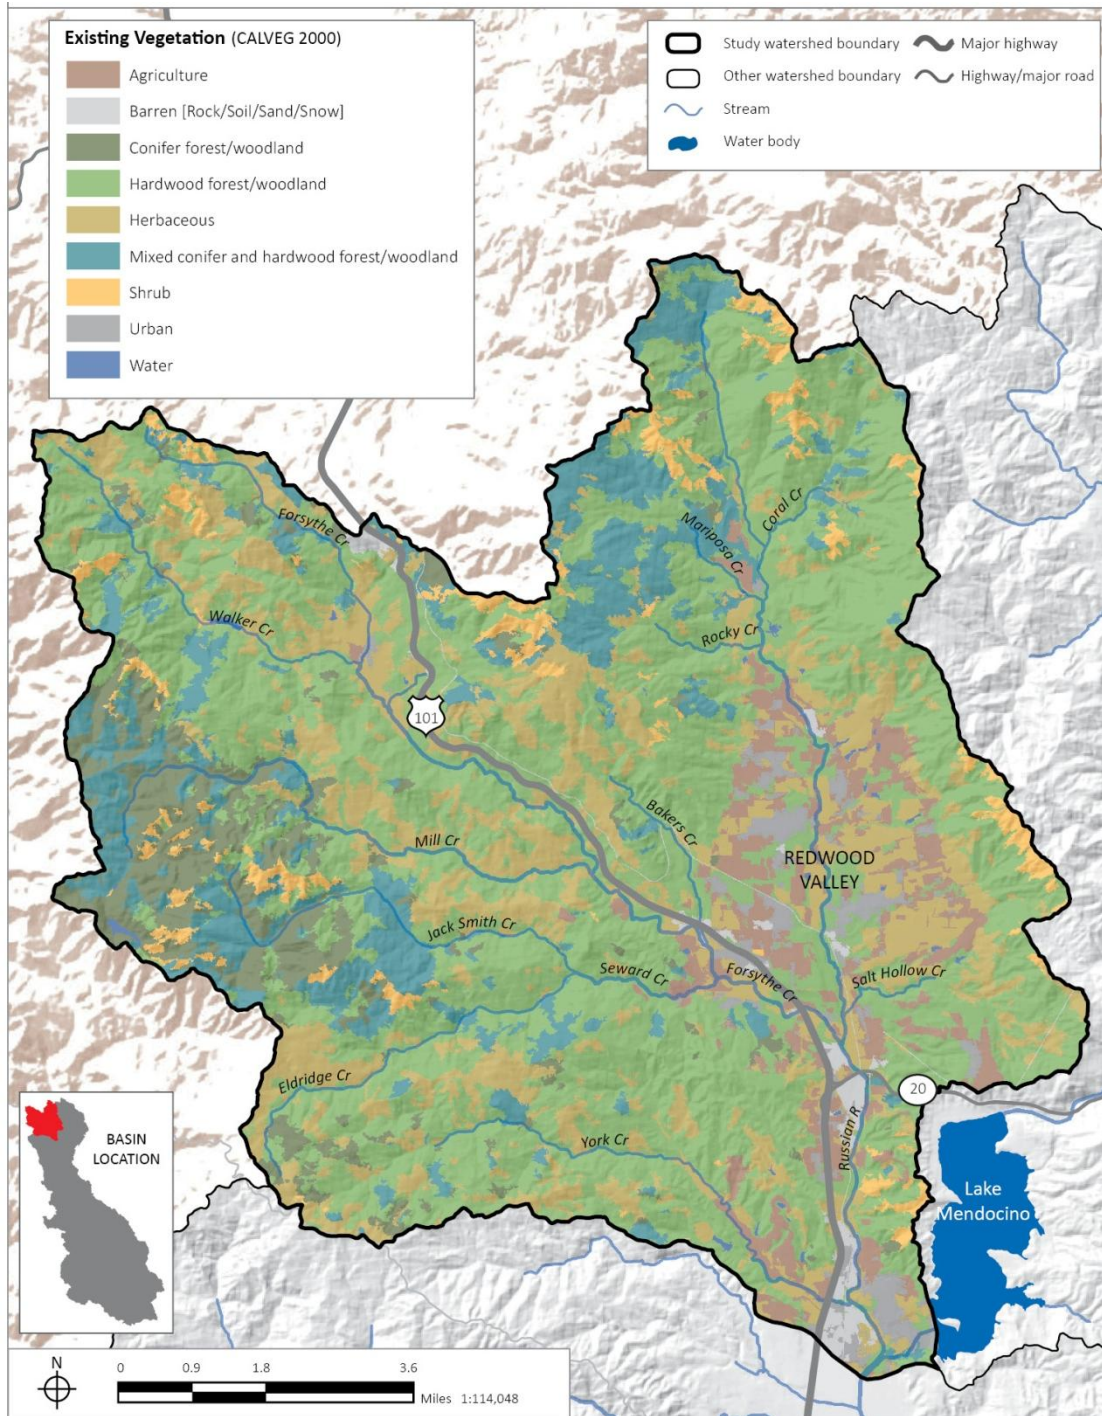 Existing Vegetation (CALVEG 2000)
Agriculture
Barren [Rock/Soil/Sand/Snow]
Conifer forest/woodland
Hardwood forest/woodland
Herbaceous
Mixed conifer and hardwood forest/woodland
Shrub
Urban
Water
Study watershed boundary
Major highway
Other watershed boundary
Highway/major road
Stream
Water body
Forsythe Cr
Coral Cr
Mariposa Cr
Walker Cr
Rocky Cr
101
Bakers Cr
Mill Cr
REDWOOD
VALLEY
Jack Smith Cr
Seward Cr
Forsythe Cr
Salt Hollow Cr
Eldridge Cr
20
York Cr
Russian R
BASIN
LOCATION
Lake
Mendocino
N
0 0.9 1.8 3.6
Miles 1:114,048